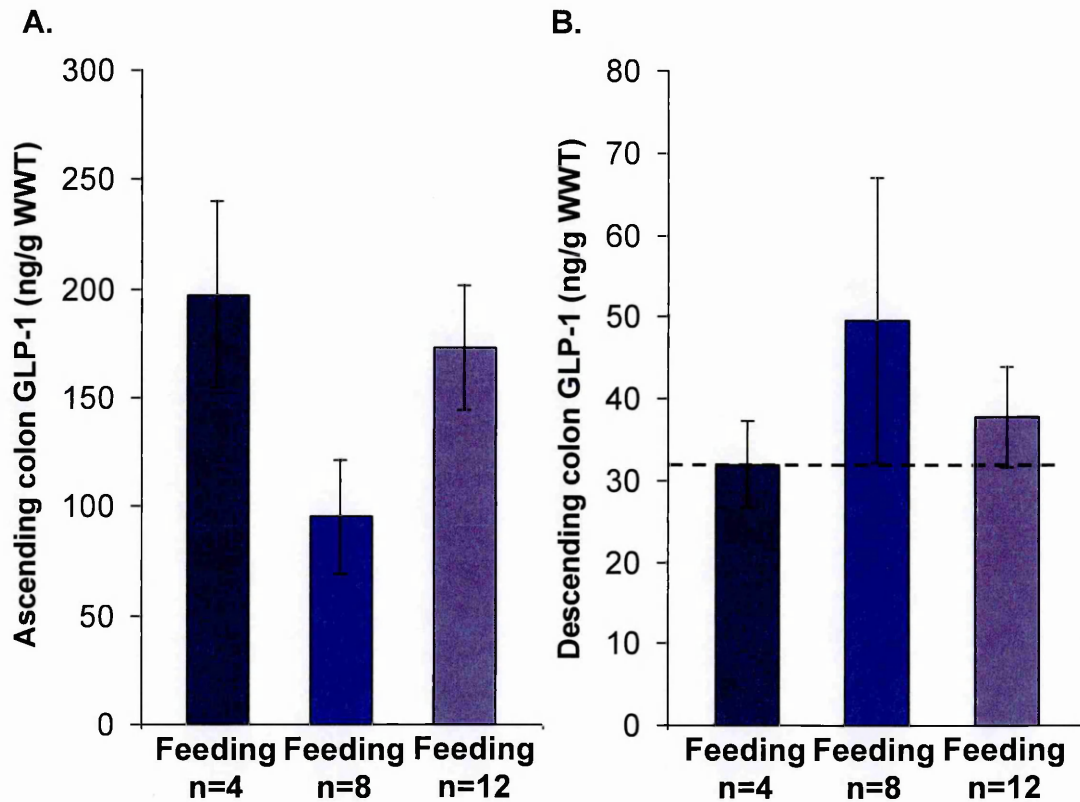 A.
Ascending colon GLP-1 (ng/g WWT)
300
250
200
150
100
50
0
Feeding Feeding Feeding
n=4 n=8 n=12
B.
Descending colon GLP-1 (ng/g WWT)
80
70
60
50
40
30
20
10
0
Feeding Feeding Feeding
n=4 n=8 n=12